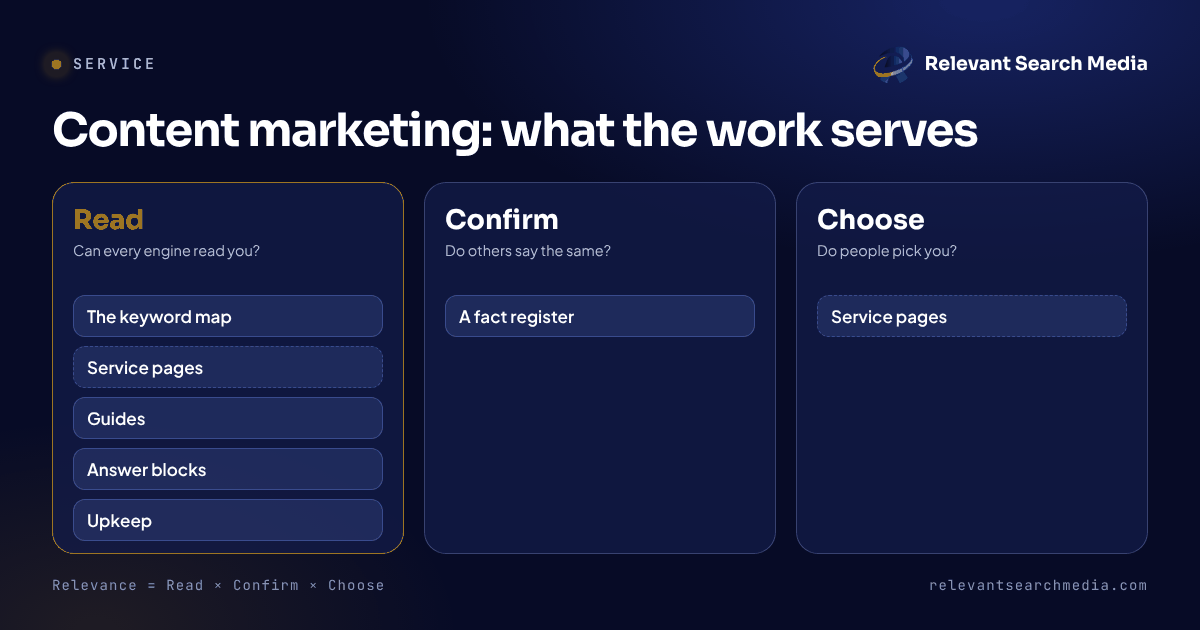 SERVICE
Relevant Search Media
Content marketing: what the work serves
Read
Can every engine read you?
The keyword map
Service pages
Guides
Answer blocks
Upkeep
Confirm
Do others say the same?
A fact register
Choose
Do people pick you?
Service pages
Relevance = Read × Confirm × Choose
relevantsearchmedia.com